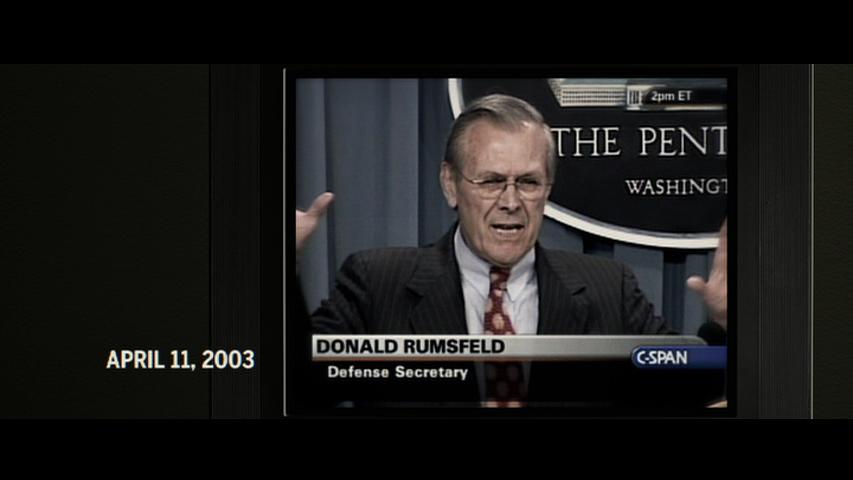 2pm ET
THE PENT
WASHINGT
DONALD RUMSFELD
C-SPAN
Defense Secretary
APRIL 11, 2003